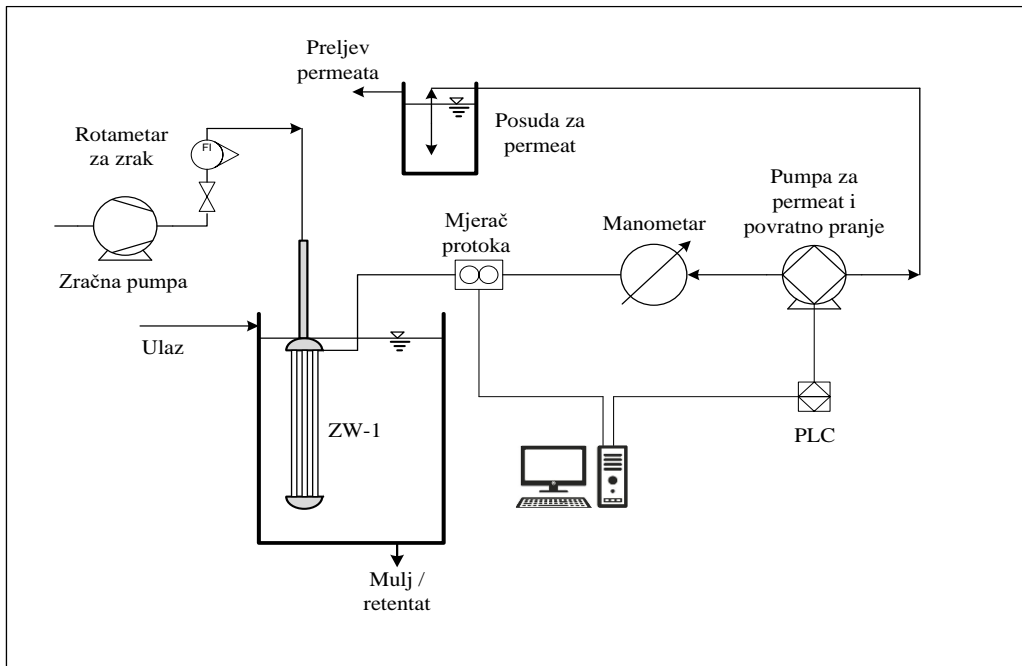 Preljev
permeata
Posuda za
permeat
Rotametar
za zrak
FI
Zračna pumpa
Mjerač
protoka
Manometar
Pumpa za
permeat i
povratno pranje
Ulaz
ZW-1
PLC
Mulj /
retentat